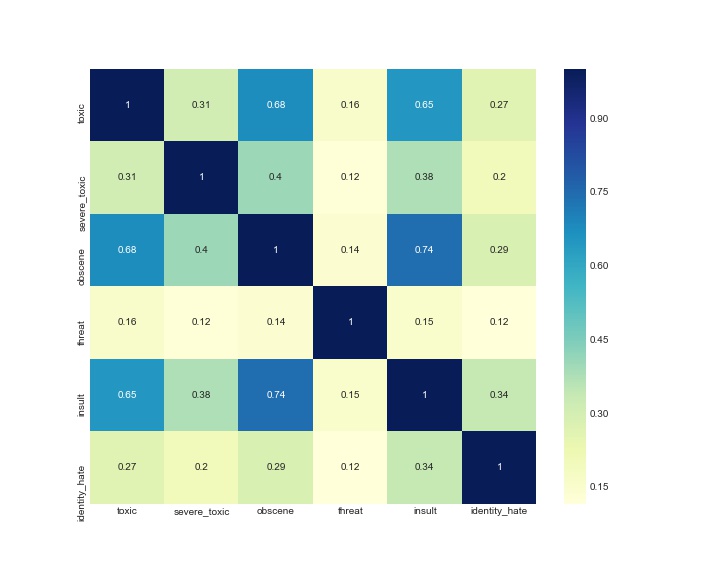 toxic 1 0.31 0.68 0.16 0.65 0.27
severe_toxic 0.31 1 0.4 0.12 0.38 0.2
obscene 0.68 0.4 1 0.14 0.74 0.29
threat 0.16 0.12 0.14 1 0.15 0.12
insult 0.65 0.38 0.74 0.15 1 0.34
identity_hate 0.27 0.2 0.29 0.12 0.34 1
toxic severe_toxic obscene threat insult identity_hate
0.90
0.75
0.60
0.45
0.30
0.15